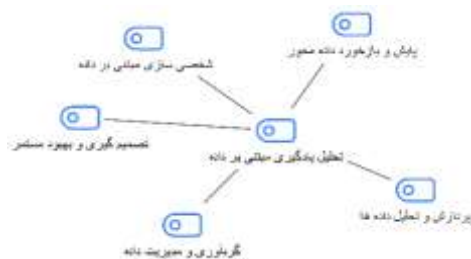 پایش و بازخورد داده محور
شخصی سازی مبتنی بر داده
تصمیم گیری و بهبود مستمر
تحلیل یادگیری مبتنی بر داده
پردازش و تحلیل داده ها
گردآوری و مدیریت داده